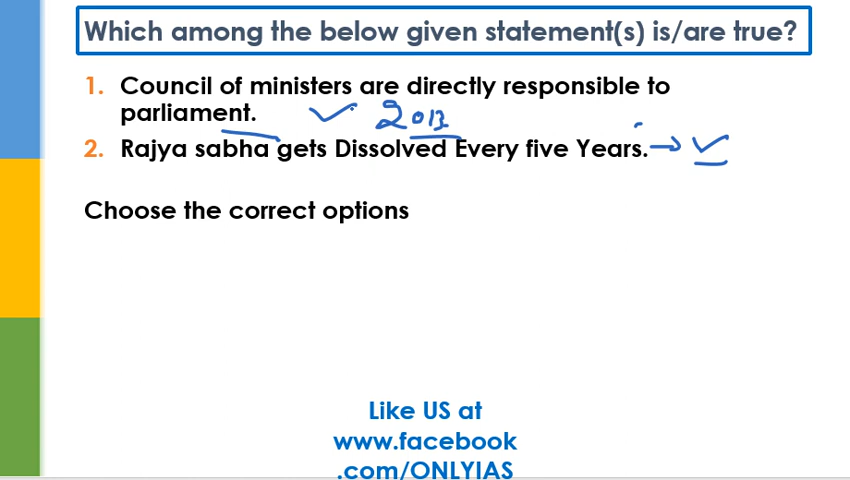 Which among the below given statement(s) is/are true?
1. Council of ministers are directly responsible to
parliament.
2013
2. Rajya sabha gets Dissolved Every five Years.
Choose the correct options
Like US at
www.facebook
.com/ONLYIAS